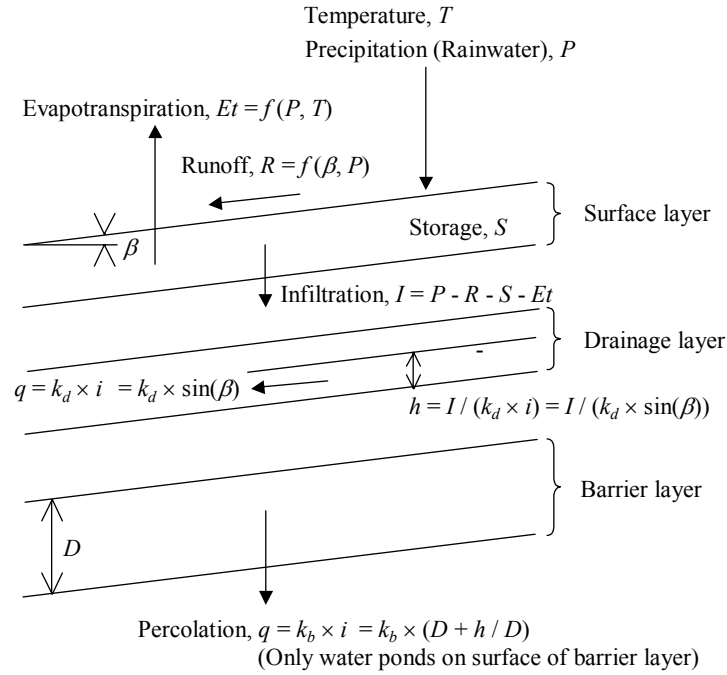 Temperature, T
Precipitation (Rainwater), P
Evapotranspiration, Et = f(P, T)
Runoff, R = f(β, P)
Storage, S
Surface layer
β
Infiltration, I = P - R - S - Et
Drainage layer
-
q = k_d × i = k_d × sin(β)
h = I / (k_d × i) = I / (k_d × sin(β))
Barrier layer
D
Percolation, q = k_b × i = k_b × (D + h / D)
(Only water ponds on surface of barrier layer)